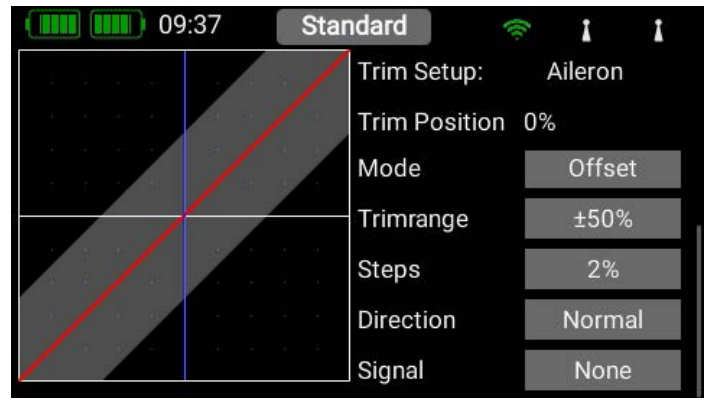 09:37 Standard
Trim Setup: Aileron
Trim Position 0%
Mode Offset
Trimrange ±50%
Steps 2%
Direction Normal
Signal None